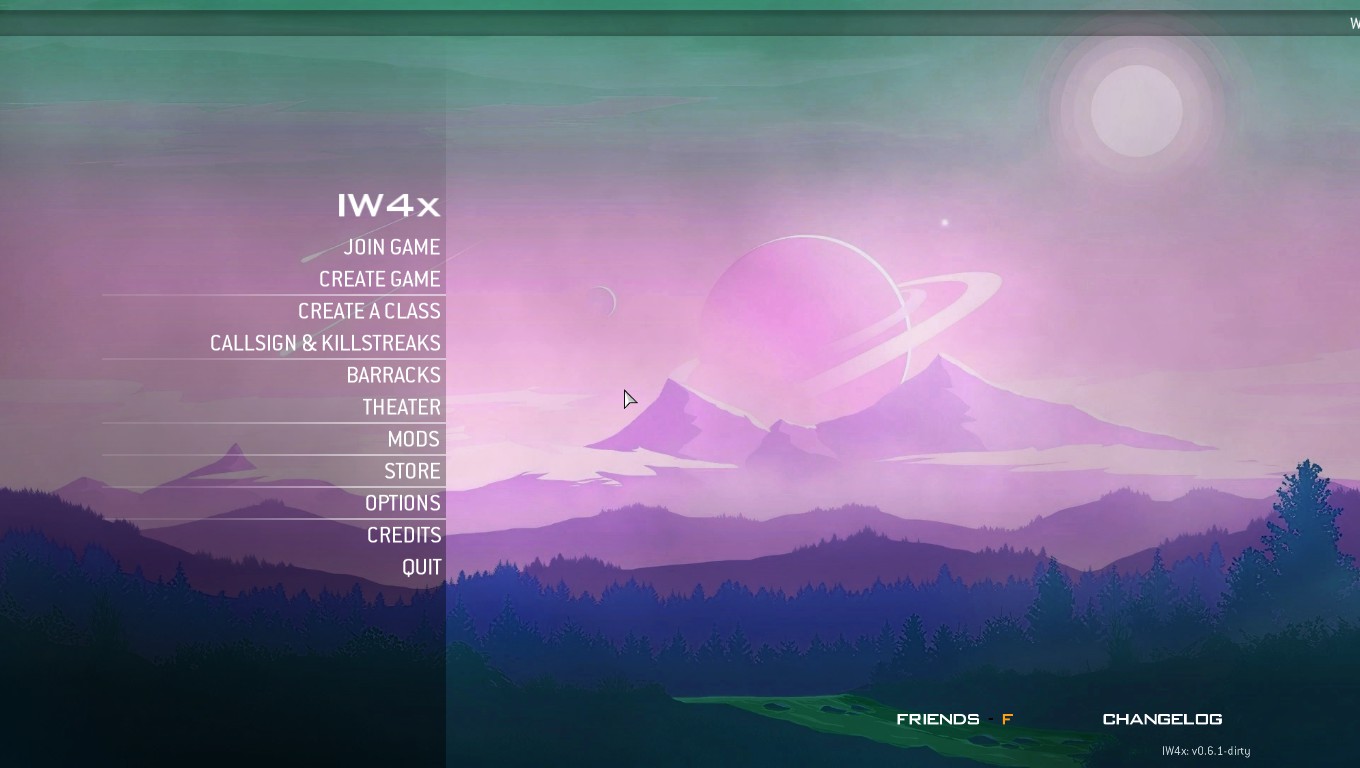 IW4x
JOIN GAME
CREATE GAME
CREATE A CLASS
CALLSIGN & KILLSTREAKS
BARRACKS
THEATER
MODS
STORE
OPTIONS
CREDITS
QUIT
FRIENDS - F
CHANGELOG
IW4x: v0.6.1-dirty